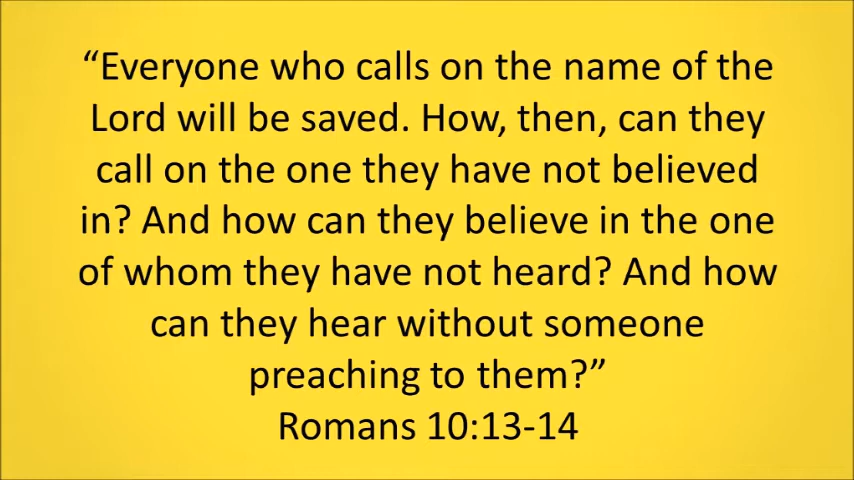 “Everyone who calls on the name of the
Lord will be saved. How, then, can they
call on the one they have not believed
in? And how can they believe in the one
of whom they have not heard? And how
can they hear without someone
preaching to them?”
Romans 10:13-14